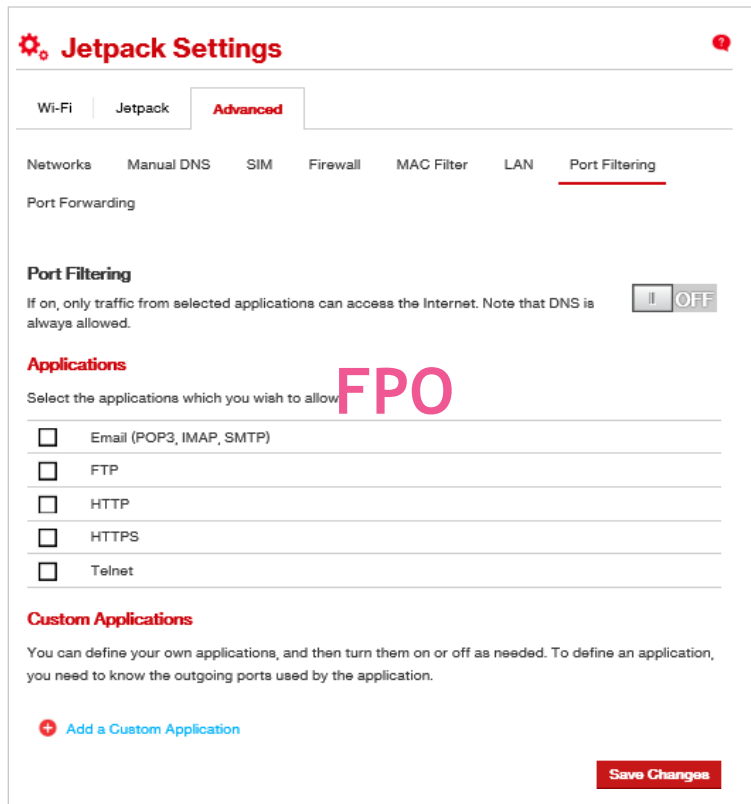 Jetpack Settings
?
Wi-Fi Jetpack Advanced
Networks Manual DNS SIM Firewall MAC Filter LAN Port Filtering
Port Forwarding
Port Filtering
If on, only traffic from selected applications can access the Internet. Note that DNS is
always allowed.
OFF
Applications
Select the applications which you wish to allow
FPO
Email (POP3, IMAP, SMTP)
FTP
HTTP
HTTPS
Telnet
Custom Applications
You can define your own applications, and then turn them on or off as needed. To define an application,
you need to know the outgoing ports used by the application.
Add a Custom Application
Save Changes